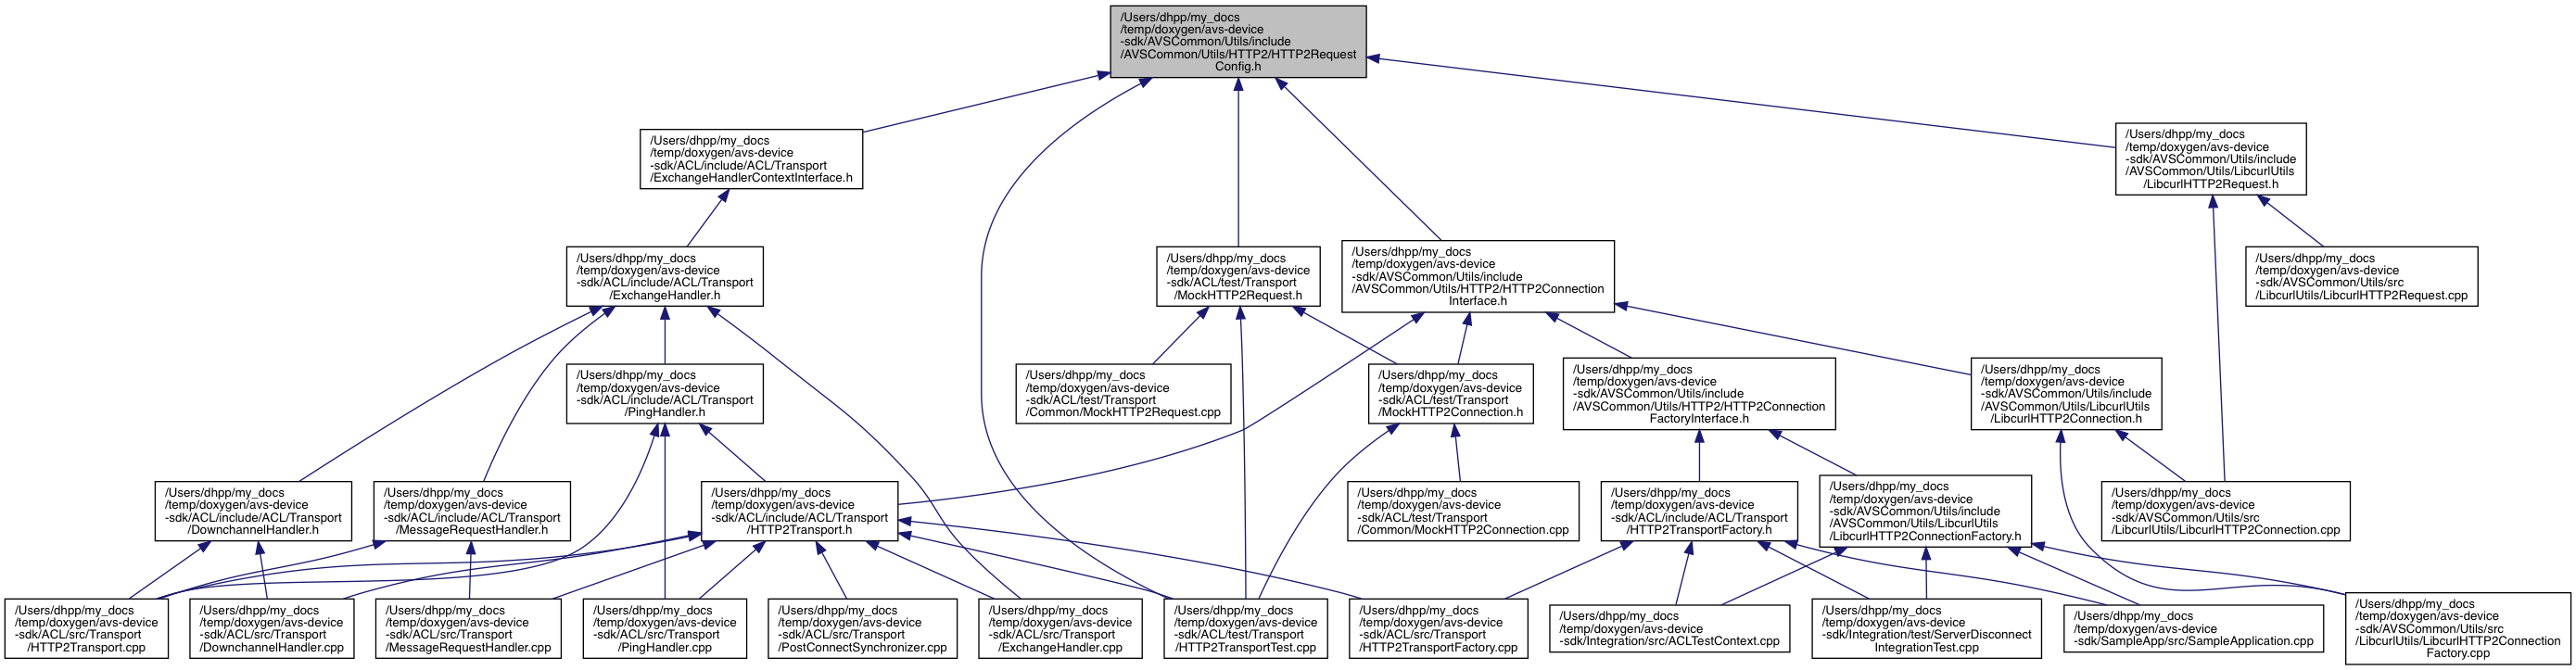 /Users/dhpp/my_docs
/temp/doxygen/avs-device
-sdk/AVSCommon/Utils/include
/AVSCommon/Utils/HTTP2/HTTP2Request
Config.h
/Users/dhpp/my_docs
/temp/doxygen/avs-device
-sdk/ACL/include/ACL/Transport
/ExchangeHandlerContextInterface.h
/Users/dhpp/my_docs
/temp/doxygen/avs-device
-sdk/AVSCommon/Utils/include
/AVSCommon/Utils/LibcurlUtils
/LibcurlHTTP2Request.h
/Users/dhpp/my_docs
/temp/doxygen/avs-device
-sdk/ACL/include/ACL/Transport
/ExchangeHandler.h
/Users/dhpp/my_docs
/temp/doxygen/avs-device
-sdk/ACL/test/Transport
/MockHTTP2Request.h
/Users/dhpp/my_docs
/temp/doxygen/avs-device
-sdk/AVSCommon/Utils/include
/AVSCommon/Utils/HTTP2/HTTP2Connection
Interface.h
/Users/dhpp/my_docs
/temp/doxygen/avs-device
-sdk/AVSCommon/Utils/src
/LibcurlUtils/LibcurlHTTP2Request.cpp
/Users/dhpp/my_docs
/temp/doxygen/avs-device
-sdk/ACL/include/ACL/Transport
/PingHandler.h
/Users/dhpp/my_docs
/temp/doxygen/avs-device
-sdk/ACL/test/Transport
/Common/MockHTTP2Request.cpp
/Users/dhpp/my_docs
/temp/doxygen/avs-device
-sdk/ACL/test/Transport
/MockHTTP2Connection.h
/Users/dhpp/my_docs
/temp/doxygen/avs-device
-sdk/AVSCommon/Utils/include
/AVSCommon/Utils/HTTP2/HTTP2Connection
FactoryInterface.h
/Users/dhpp/my_docs
/temp/doxygen/avs-device
-sdk/AVSCommon/Utils/include
/AVSCommon/Utils/LibcurlUtils
/LibcurlHTTP2Connection.h
/Users/dhpp/my_docs
/temp/doxygen/avs-device
-sdk/ACL/include/ACL/Transport
/DownchannelHandler.h
/Users/dhpp/my_docs
/temp/doxygen/avs-device
-sdk/ACL/include/ACL/Transport
/MessageRequestHandler.h
/Users/dhpp/my_docs
/temp/doxygen/avs-device
-sdk/ACL/include/ACL/Transport
/HTTP2Transport.h
/Users/dhpp/my_docs
/temp/doxygen/avs-device
-sdk/ACL/test/Transport
/Common/MockHTTP2Connection.cpp
/Users/dhpp/my_docs
/temp/doxygen/avs-device
-sdk/ACL/include/ACL/Transport
/HTTP2TransportFactory.h
/Users/dhpp/my_docs
/temp/doxygen/avs-device
-sdk/AVSCommon/Utils/include
/AVSCommon/Utils/LibcurlUtils
/LibcurlHTTP2ConnectionFactory.h
/Users/dhpp/my_docs
/temp/doxygen/avs-device
-sdk/AVSCommon/Utils/src
/LibcurlUtils/LibcurlHTTP2Connection.cpp
/Users/dhpp/my_docs
/temp/doxygen/avs-device
-sdk/ACL/src/Transport
/HTTP2Transport.cpp
/Users/dhpp/my_docs
/temp/doxygen/avs-device
-sdk/ACL/src/Transport
/DownchannelHandler.cpp
/Users/dhpp/my_docs
/temp/doxygen/avs-device
-sdk/ACL/src/Transport
/MessageRequestHandler.cpp
/Users/dhpp/my_docs
/temp/doxygen/avs-device
-sdk/ACL/src/Transport
/PingHandler.cpp
/Users/dhpp/my_docs
/temp/doxygen/avs-device
-sdk/ACL/src/Transport
/PostConnectSynchronizer.cpp
/Users/dhpp/my_docs
/temp/doxygen/avs-device
-sdk/ACL/src/Transport
/ExchangeHandler.cpp
/Users/dhpp/my_docs
/temp/doxygen/avs-device
-sdk/ACL/test/Transport
/HTTP2TransportTest.cpp
/Users/dhpp/my_docs
/temp/doxygen/avs-device
-sdk/ACL/src/Transport
/HTTP2TransportFactory.cpp
/Users/dhpp/my_docs
/temp/doxygen/avs-device
-sdk/Integration/src/ACLTestContext.cpp
/Users/dhpp/my_docs
/temp/doxygen/avs-device
-sdk/Integration/test/ServerDisconnect
IntegrationTest.cpp
/Users/dhpp/my_docs
/temp/doxygen/avs-device
-sdk/SampleApp/src/SampleApplication.cpp
/Users/dhpp/my_docs
/temp/doxygen/avs-device
-sdk/AVSCommon/Utils/src
/LibcurlUtils/LibcurlHTTP2Connection
Factory.cpp